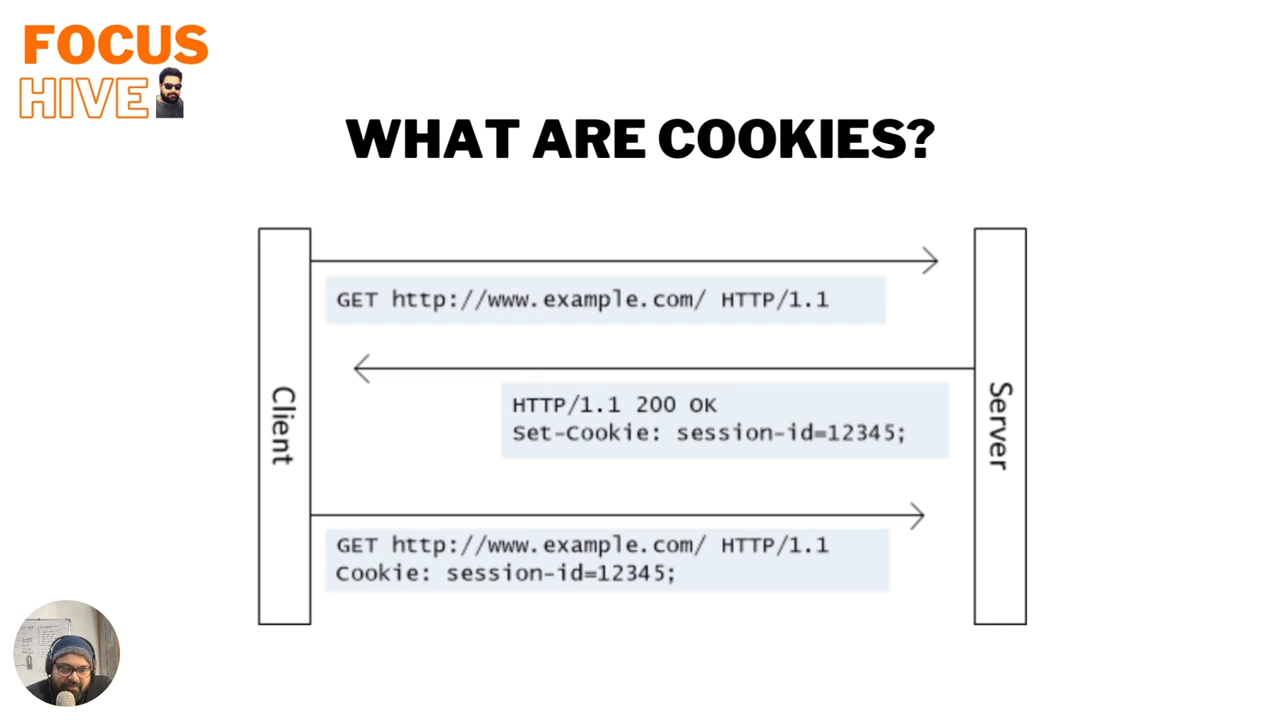 FOCUS
HIVE
WHAT ARE COOKIES?
GET http://www.example.com/ HTTP/1.1
HTTP/1.1 200 OK
Set-Cookie: session-id=12345;
Client
Server
GET http://www.example.com/ HTTP/1.1
Cookie: session-id=12345;